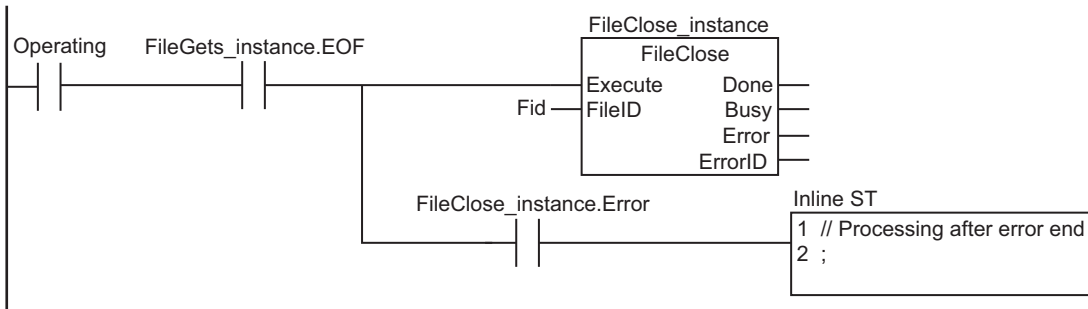 FileClose_instance
Operating FileGets_instance.EOF
FileClose
Execute Done
Fid FileID Busy
Error
ErrorID
FileClose_instance.Error
Inline ST
1 // Processing after error end
2 ;